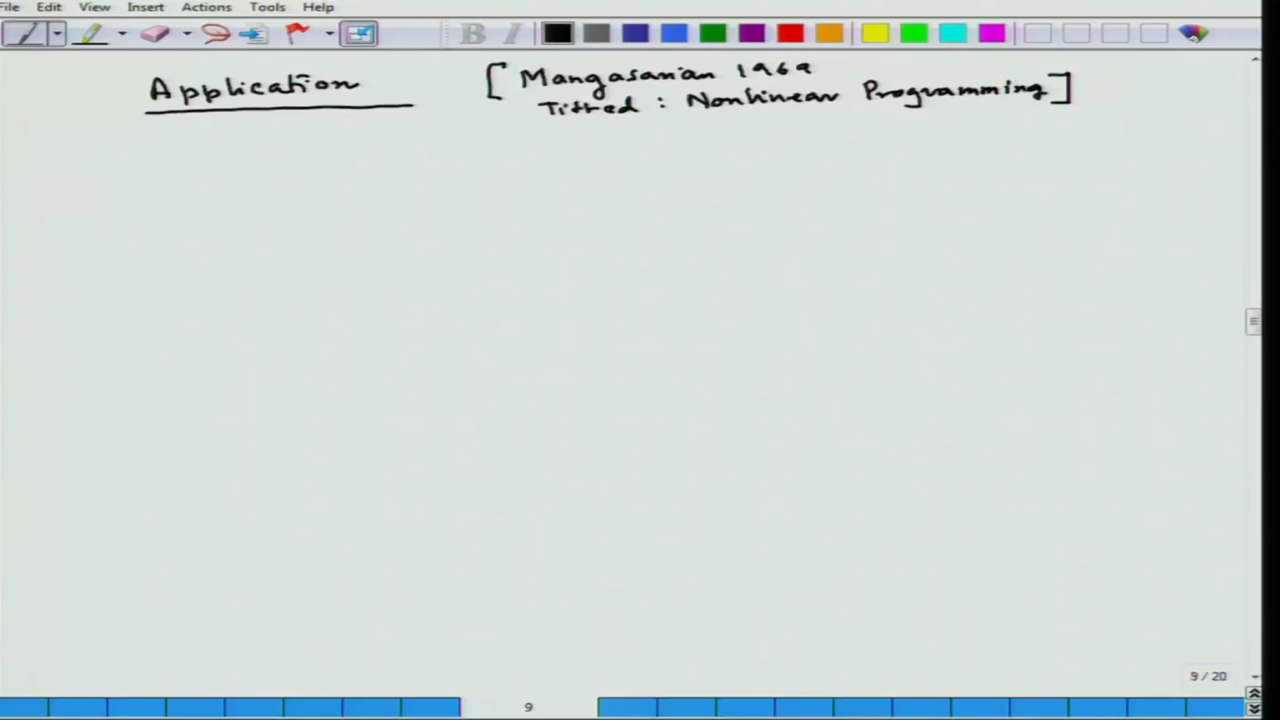 File Edit View Insert Actions Tools Help
B I
Application
[Mangasarian 1969
Titled : Nonlinear Programming]
9 / 20
9